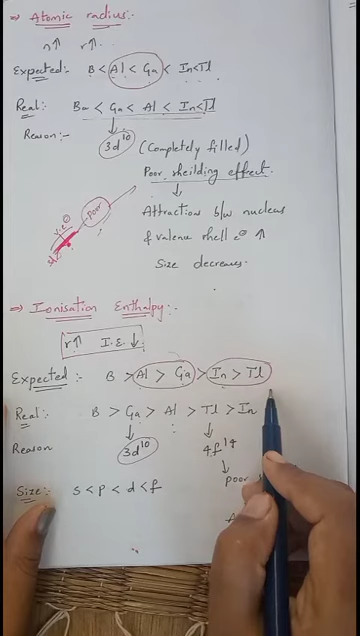 ⇒ Atomic radius:-
n↑ r↑
Expected:- B < Al < Ga < In < Tl
Real:- B < Ga < Al < In < Tl
3d¹⁰ (Completely filled)
Reason:-
Poor sheilding effect.
Poor
Attraction b/w nucleus
& valence shell e⊖ ↑
Size decreases.
⇒ Ionisation Enthalpy:-
r↑ I.E. ↓
Expected:- B > Al > Ga > In > Tl
Real:- B > Ga > Al > Tl > In
Reason 3d¹⁰ 4f¹⁴
Poor
Size:- s < p < d < f